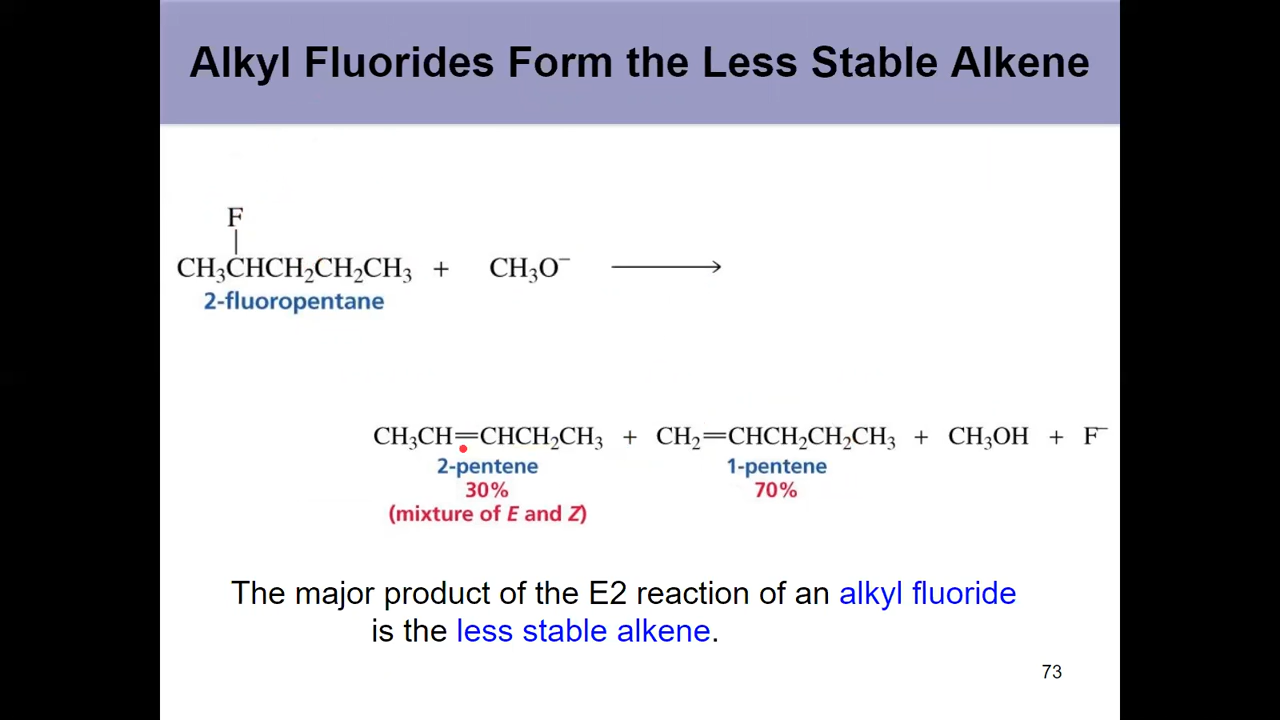 Alkyl Fluorides Form the Less Stable Alkene
F
CH₃CHCH₂CH₂CH₃ + CH₃O⁻ ⟶
2-fluoropentane
CH₃CH=CHCH₂CH₃ + CH₂=CHCH₂CH₂CH₃ + CH₃OH + F⁻
2-pentene 1-pentene
30% 70%
(mixture of E and Z)
The major product of the E2 reaction of an alkyl fluoride
is the less stable alkene.
73